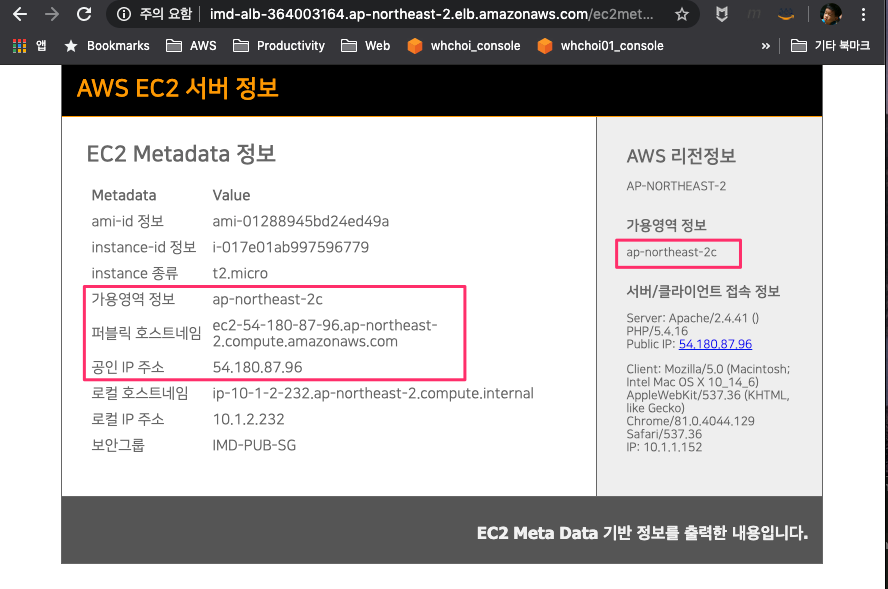 주의 요함 imd-alb-364003164.ap-northeast-2.elb.amazonaws.com/ec2met...
앱 Bookmarks AWS Productivity Web whchoi_console whchoi01_console » 기타 북마크
AWS EC2 서버 정보
EC2 Metadata 정보
Metadata Value
ami-id 정보 ami-01288945bd24ed49a
instance-id 정보 i-017e01ab997596779
instance 종류 t2.micro
가용영역 정보 ap-northeast-2c
퍼블릭 호스트네임 ec2-54-180-87-96.ap-northeast-
2.compute.amazonaws.com
공인 IP 주소 54.180.87.96
로컬 호스트네임 ip-10-1-2-232.ap-northeast-2.compute.internal
로컬 IP 주소 10.1.2.232
보안그룹 IMD-PUB-SG
AWS 리전정보
AP-NORTHEAST-2
가용영역 정보
ap-northeast-2c
서버/클라이언트 접속 정보
Server: Apache/2.4.41 ()
PHP/5.4.16
Public IP: 54.180.87.96
Client: Mozilla/5.0 (Macintosh;
Intel Mac OS X 10_14_6)
AppleWebKit/537.36 (KHTML,
like Gecko)
Chrome/81.0.4044.129
Safari/537.36
IP: 10.1.1.152
EC2 Meta Data 기반 정보를 출력한 내용입니다.